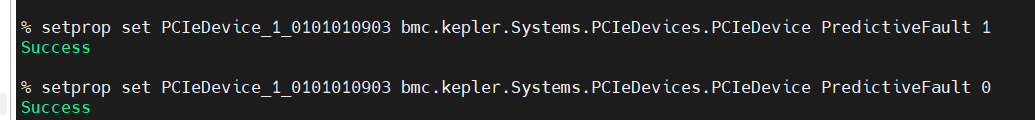 % setprop set PCIeDevice_1_0101010903 bmc.kepler.Systems.PCIeDevices.PCIeDevice PredictiveFault 1
Success
% setprop set PCIeDevice_1_0101010903 bmc.kepler.Systems.PCIeDevices.PCIeDevice PredictiveFault 0
Success